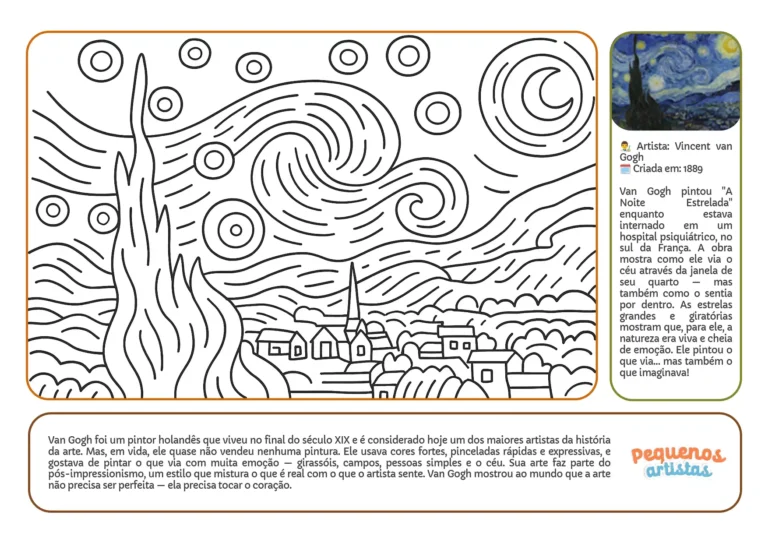 👨‍🎨 Artista: Vincent van
Gogh
🗓️ Criada em: 1889
Van Gogh pintou "A
Noite Estrelada"
enquanto estava
internado em um
hospital psiquiátrico, no
sul da França. A obra
mostra como ele via o
céu através da janela de
seu quarto — mas
também como o sentia
por dentro. As estrelas
grandes e giratórias
mostram que, para ele, a
natureza era viva e cheia
de emoção. Ele pintou o
que via... mas também o
que imaginava!
Van Gogh foi um pintor holandês que viveu no final do século XIX e é considerado hoje um dos maiores artistas da história
da arte. Mas, em vida, ele quase não vendeu nenhuma pintura. Ele usava cores fortes, pinceladas rápidas e expressivas, e
gostava de pintar o que via com muita emoção — girassóis, campos, pessoas simples e o céu. Sua arte faz parte do
pós-impressionismo, um estilo que mistura o que é real com o que o artista sente. Van Gogh mostrou ao mundo que a arte
não precisa ser perfeita — ela precisa tocar o coração.
pequenos
artistas